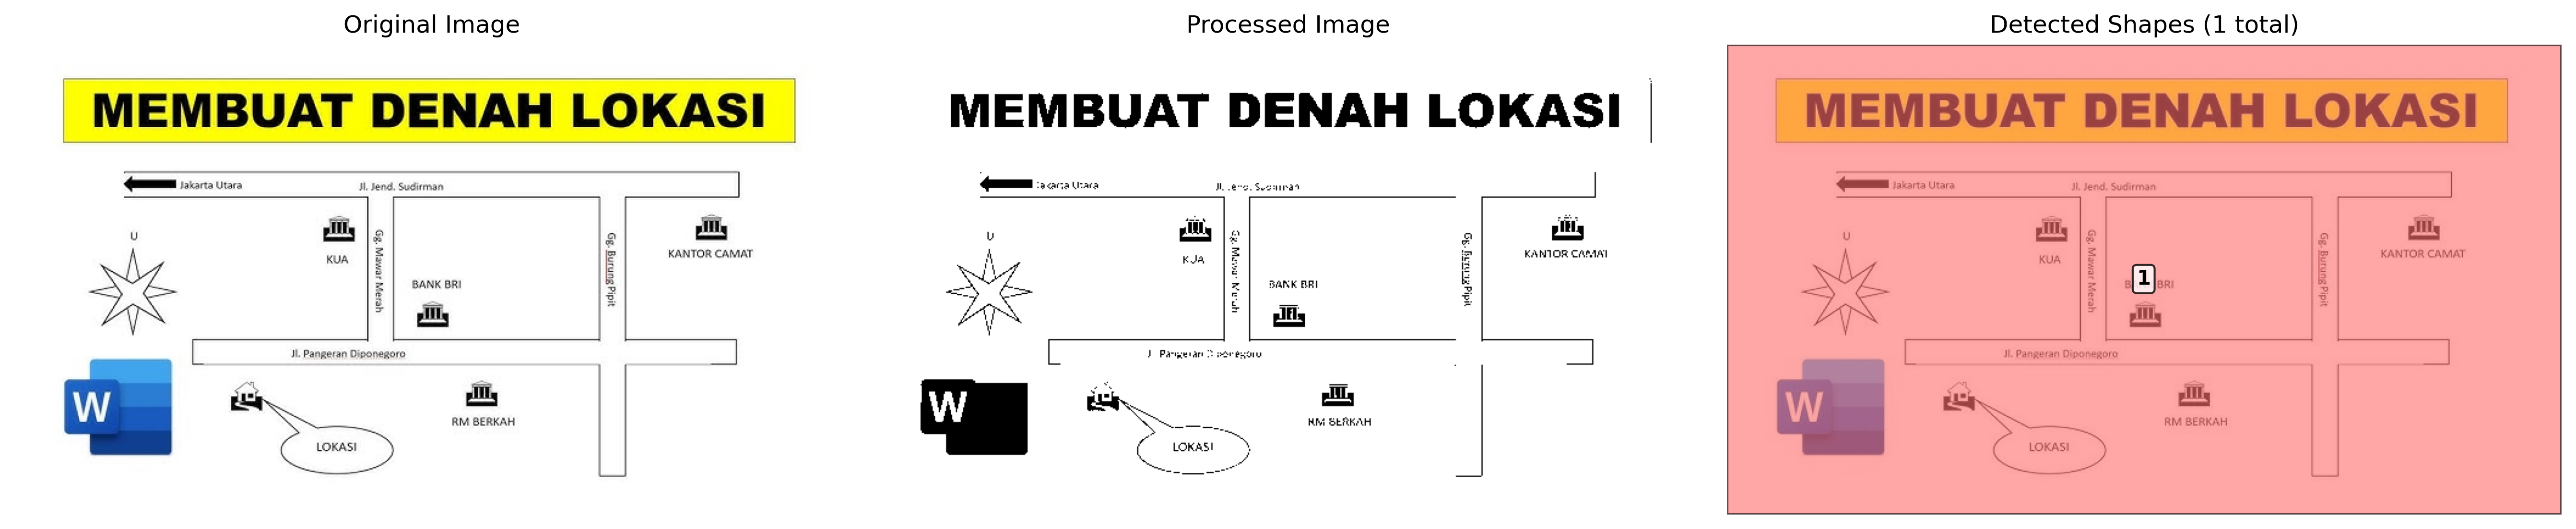 Original Image
MEMBUAT DENAH LOKASI
Jakarta Utara
Jl. Jend. Sudirman
U
KUA
Gg. Mawar Merah
BANK BRI
Gg. Burung Pipit
KANTOR CAMAT
Jl. Pangeran Diponegoro
W
LOKASI
RM BERKAH
Processed Image
MEMBUAT DENAH LOKASI
Jakarta Utara
Jl. Jend. Sudirman
U
KUA
Gg. Mawar Merah
BANK BRI
Gg. Burung Pipit
KANTOR CAMAT
Jl. Pangeran Diponegoro
W
LOKASI
RM BERKAH
Detected Shapes (1 total)
MEMBUAT DENAH LOKASI
Jakarta Utara
Jl. Jend. Sudirman
U
KUA
Gg. Mawar Merah
1
BRI
Gg. Burung Pipit
KANTOR CAMAT
Jl. Pangeran Diponegoro
W
LOKASI
RM BERKAH